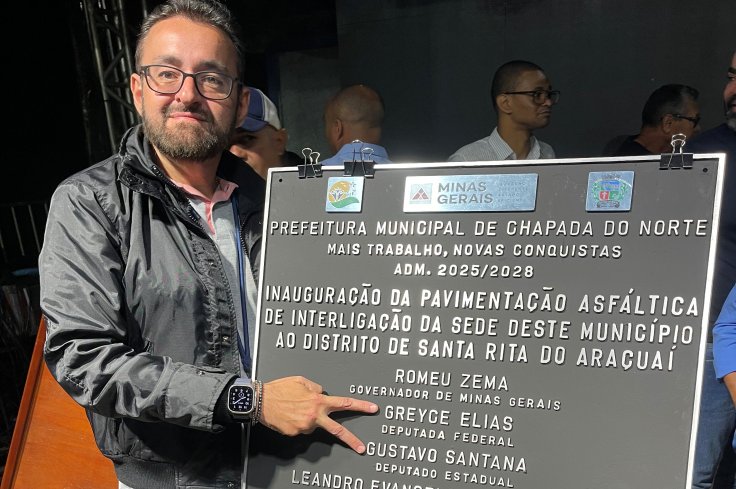 MINAS GERAIS
PREFEITURA MUNICIPAL DE CHAPADA DO NORTE
MAIS TRABALHO, NOVAS CONQUISTAS
ADM. 2025/2028
INAUGURAÇÃO DA PAVIMENTAÇÃO ASFÁLTICA
DE INTERLIGAÇÃO DA SEDE DESTE MUNICÍPIO
AO DISTRITO DE SANTA RITA DO ARAÇUAÍ
ROMEU ZEMA
GOVERNADOR DE MINAS GERAIS
GREYCE ELIAS
DEPUTADA FEDERAL
GUSTAVO SANTANA
DEPUTADO ESTADUAL
LEANDRO